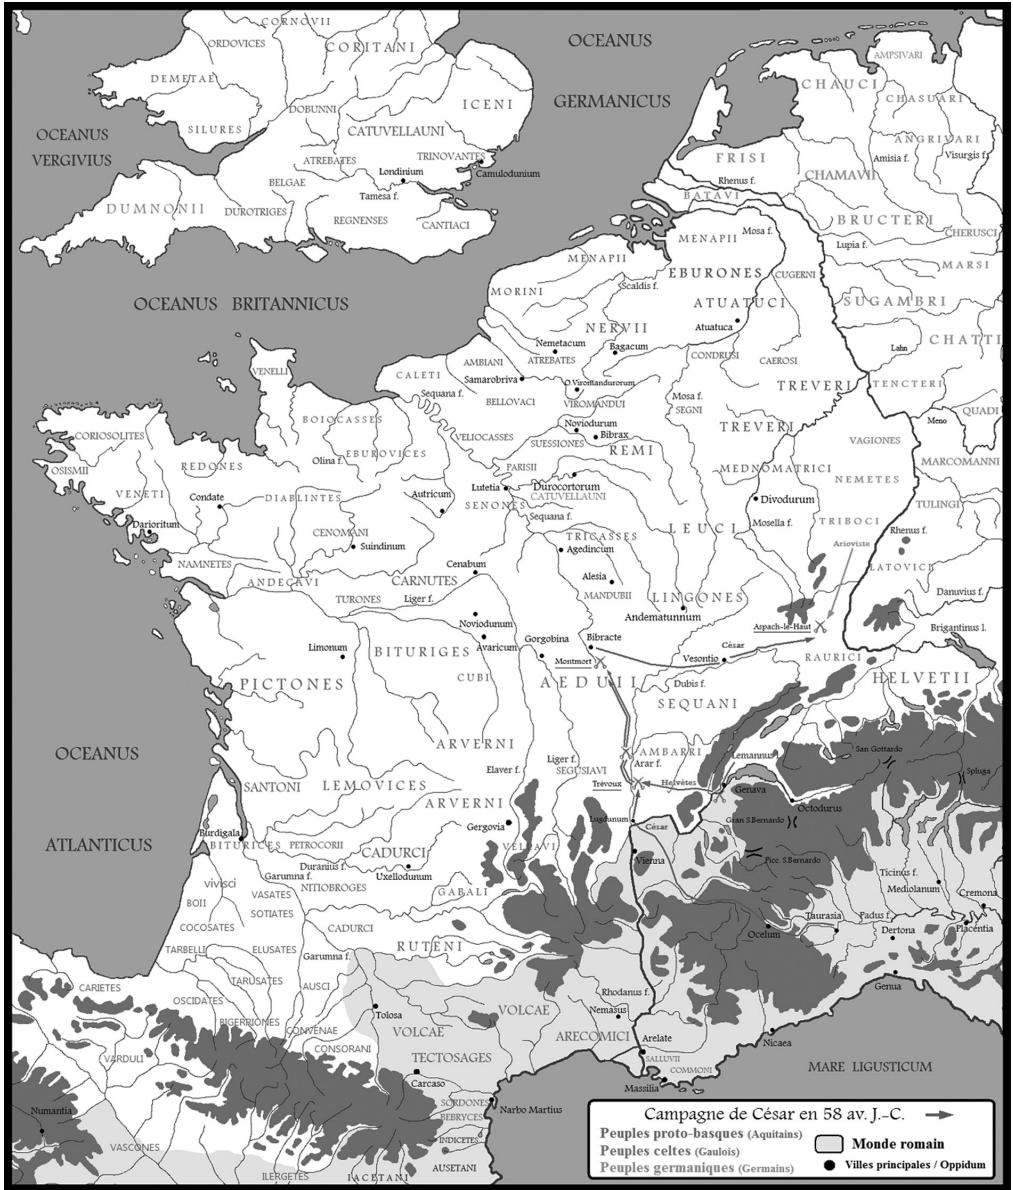 CORNOVII
ORDOVICES
CORITANI
DEMETAE
ICENI
DOBUNNI
SILURES
CATUVELLAUNI
ATREBATES
TRINOVANTES
Londinium
Camulodunium
BELGAE
Tamesa f.
DUMNONII
DUROTRIGES
REGNENSES
CANTIACI
OCEANUS
VERGIVIUS
OCEANUS
GERMANICUS
OCEANUS BRITANNICUS
AMPSIVARI
CHAUCI
CHASUARI
ANGRIVARI
Amisia f.
Visurgis f.
FRISI
Rhenus f.
CHAMAVII
BATAVI
BRUCTERI
CHERUSCI
MENAPII
Mosa f.
Lupia f.
MENAPII
MARSI
EBURONES
CUGERNI
Scaldis f.
MORINI
ATUATUCI
SUGAMBRI
NERVII
Atuatuca
CHATTI
Nemetacum
Bagacum
Lahn
ATREBATES
CONDRUSI
CAEROSI
AMBIANI
VENELLI
CALETI
Samarobriva
O.Viromandurorum
TREVERI
TENCTERI
Sequana f.
BELLOVACI
VIROMANDUI
Mosa f.
SEGNI
QUADI
BOIOCASSES
Noviodurum
Meno
CORIOSOLITES
VELIOCASSES
Bibrax
TREVERI
SUESSIONES
VAGIONES
REMI
EBUROVICES
Olina f.
OSISMII
REDONES
PARISII
MEDNOMATRICI
MARCOMANNI
NEMETES
VENETI
Condate
DIABLINTES
Autricum
Lutetia
Durocortorum
CATUVELLAUNI
Divodurum
TULINGI
SENONES
Darioritum
Sequana f.
Mosella f.
TRIBOCI
CENOMANI
LEUCI
Rhenus f.
TRICASSES
Suindinum
Agedincum
Arioviste
NAMNETES
Cenabum
LATOVICI
ANDECAVI
CARNUTES
Alesia
MANDUBII
TURONES
Liger f.
LINGONES
Danuvius f.
Andematunnum
Noviodunum
Aspach-le-Haut
Brigantinus l.
Avaricum
Gorgobina
Bibracte
César
Limonum
BITURIGES
Montmort
Vesontio
RAURICI
CUBI
AEDUII
Dubis f.
HELVETII
PICTONES
SEQUANI
ARVERNI
AMBARRI
San Gottardo
OCEANUS
ATLANTICUS
Liger f.
Arar f.
Lemannus l.
Elaver f.
SEGUSIAVI
Spluga
SANTONI
LEMOVICES
Trévoux
Helvètes
Genava
ARVERNI
Octodurus
Lugdunum
Gran S.Bernardo
Gergovia
César
Burdigala
BITURICES
PETROCORII
VELLAVI
Vienna
CADURCI
Picc. S.Bernardo
Duranius f.
Garumna f.
Uxellodunum
Ticinus f.
VIVISCI
NITIOBROGES
GABALI
Mediolanum
VASATES
Cremona
BOII
SOTIATES
Taurasia
Padus f.
COCOSATES
CADURCI
Ocelum
Dertona
Placentia
RUTENI
TARBELLI
ELUSATES
Garumna f.
CARIETES
TARUSATES
Genua
AUSCI
Rhodanus f.
OSCIDATES
VOLCAE
ARECOMICI
Nemasus
Tolosa
BIGERRIONES
CONVENAE
VOLCAE
TECTOSAGES
Nicaea
Arelate
CONSORANI
SALLUVII
VARDULI
COMMONI
MARE LIGUSTICUM
Carcaso
Massilia
SORDONES
Narbo Martius
Numantia
BEBRYCES
VASCONES
INDICETES
AUSETANI
ILERGETES
IACETANI
Campagne de César en 58 av. J.-C.
Peuples proto-basques (Aquitains)
Peuples celtes (Gaulois)
Peuples germaniques (Germains)
Monde romain
Villes principales / Oppidum